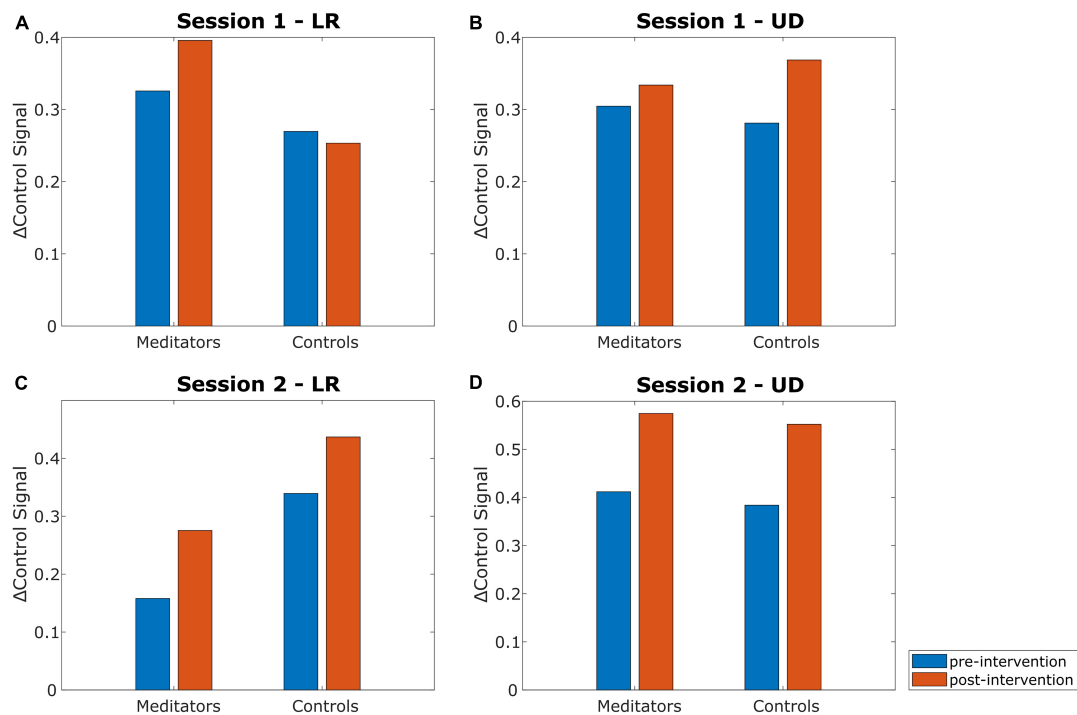 A
Session 1 - LR
0.4
0.3
0.2
0.1
0
ΔControl Signal
Meditators Controls
B
Session 1 - UD
0.4
0.3
0.2
0.1
0
ΔControl Signal
Meditators Controls
C
Session 2 - LR
0.4
0.3
0.2
0.1
0
ΔControl Signal
Meditators Controls
D
Session 2 - UD
0.6
0.5
0.4
0.3
0.2
0.1
0
ΔControl Signal
Meditators Controls
pre-intervention
post-intervention